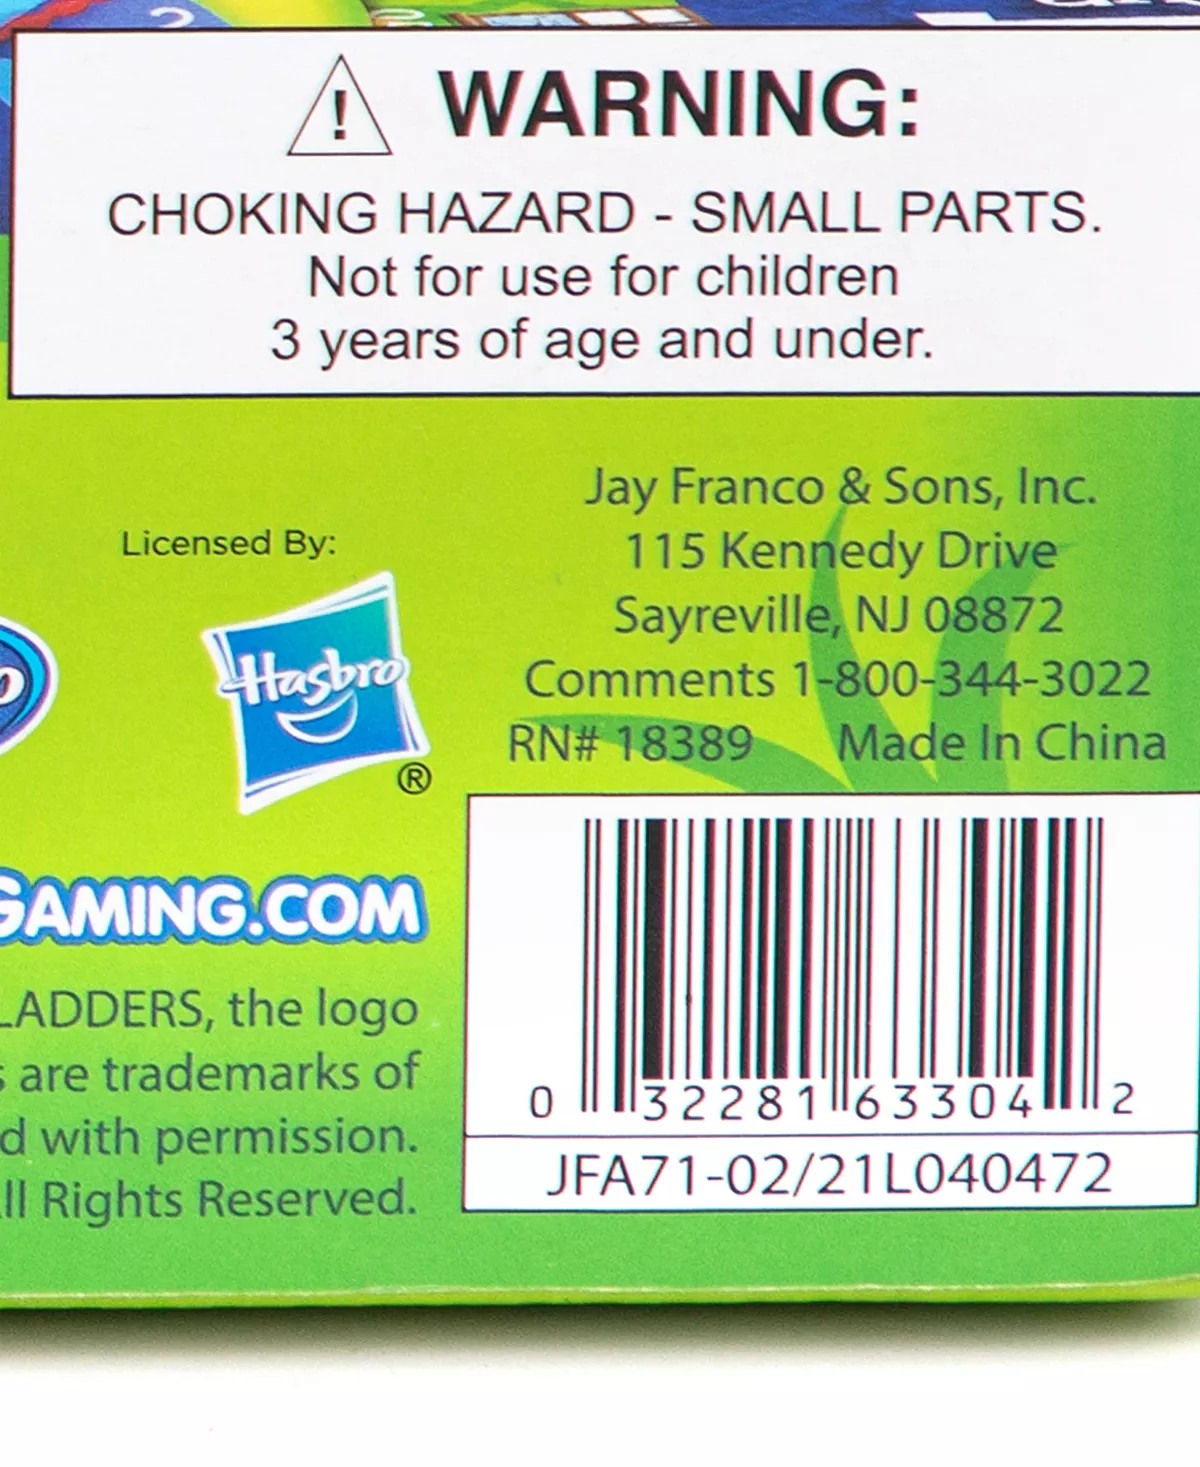 WARNING:
CHOKING HAZARD - SMALL PARTS.
Not for use for children
3 years of age and under.
Jay Franco & Sons, Inc.
115 Kennedy Drive
Sayreville, NJ 08872
Comments 1-800-344-3022
RN# 18389 Made In China
Licensed By:
Hasbro
®
GAMING.COM
LADDERS, the logo
are trademarks of
with permission.
Rights Reserved.
0 32281 63304 2
JFA71-02/21L040472